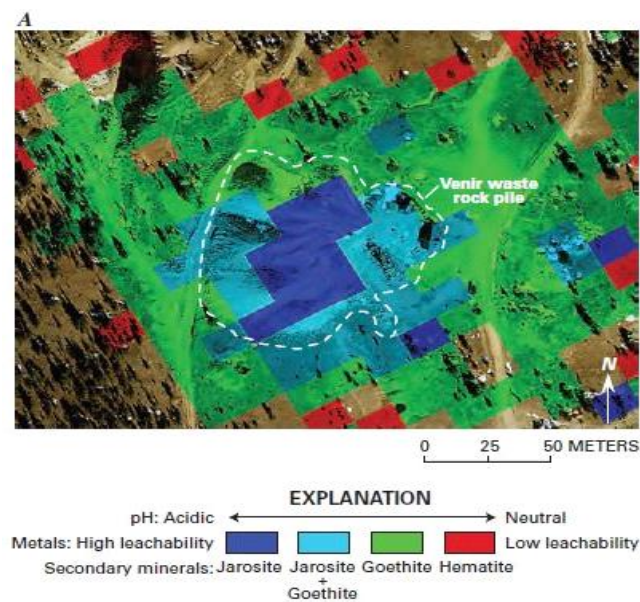 A
Venir waste
rock pile
N
0 25 50 METERS
EXPLANATION
pH: Acidic Neutral
Metals: High leachability Low leachability
Secondary minerals: Jarosite Jarosite Goethite Hematite
+
Goethite